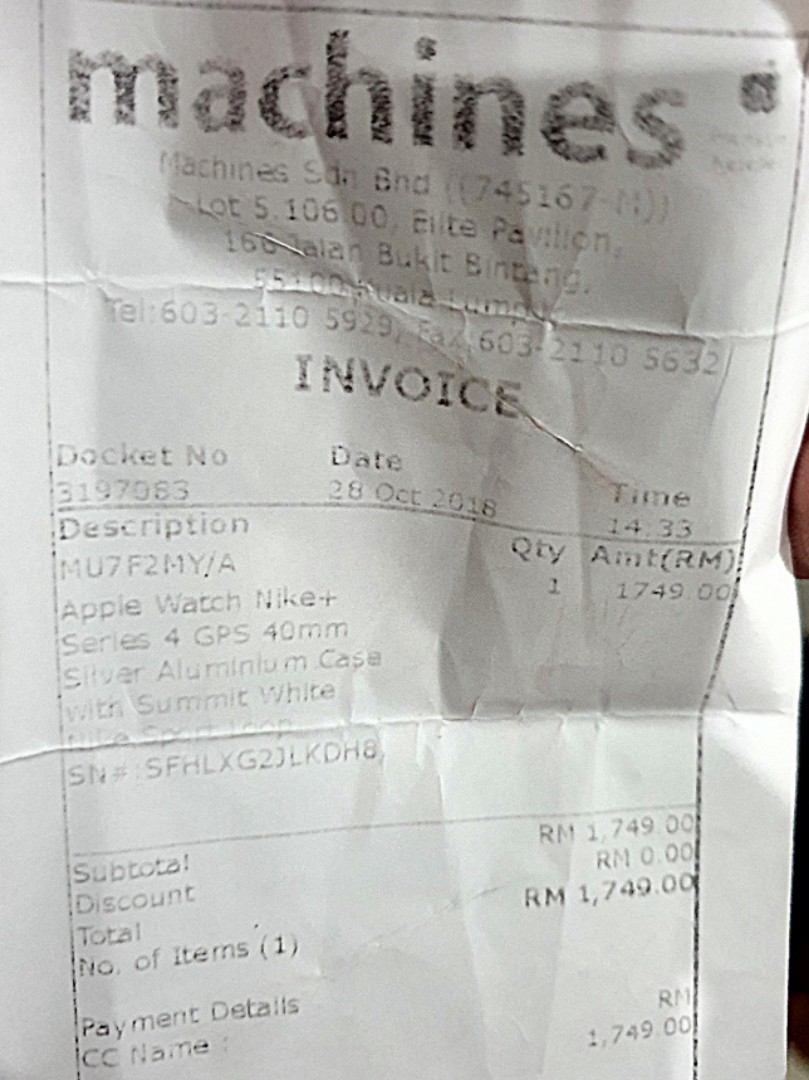 machines
Machines Sdn Bhd ((745167-M))
Lot 5.106.00, Elite Pavilion,
166 Jalan Bukit Bintang,
55100 Kuala Lumpur
Tel:603-2110 5929, Fax:603-2110 5632
INVOICE
Docket No Date Time
3197083 28 Oct 2018 14:33
Description Qty Amt(RM)
MU7F2MY/A 1 1749.00
Apple Watch Nike+
Series 4 GPS 40mm
Silver Aluminium Case
with Summit White
Nike Sport Loop
SN#:SFHLXG2JLKDH8
Subtotal RM 1,749.00
Discount RM 0.00
Total RM 1,749.00
No. of Items (1)
Payment Details RM
CC Name : 1,749.00